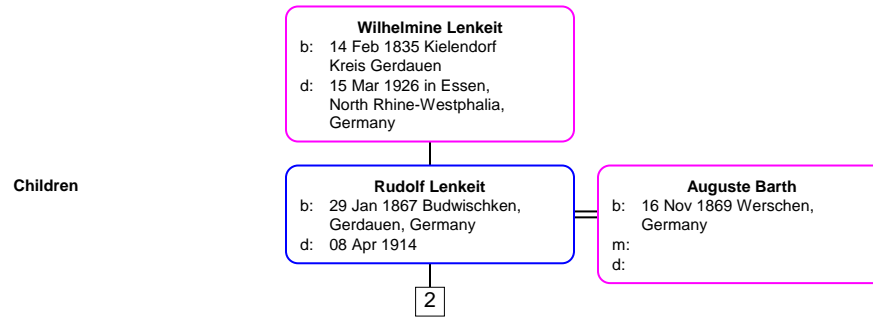 Wilhelmine Lenkeit
b: 14 Feb 1835 Kielendorf
Kreis Gerdauen
d: 15 Mar 1926 in Essen,
North Rhine-Westphalia,
Germany
Children
Rudolf Lenkeit
b: 29 Jan 1867 Budwischken,
Gerdauen, Germany
d: 08 Apr 1914
Auguste Barth
b: 16 Nov 1869 Werschen,
Germany
m:
d:
2